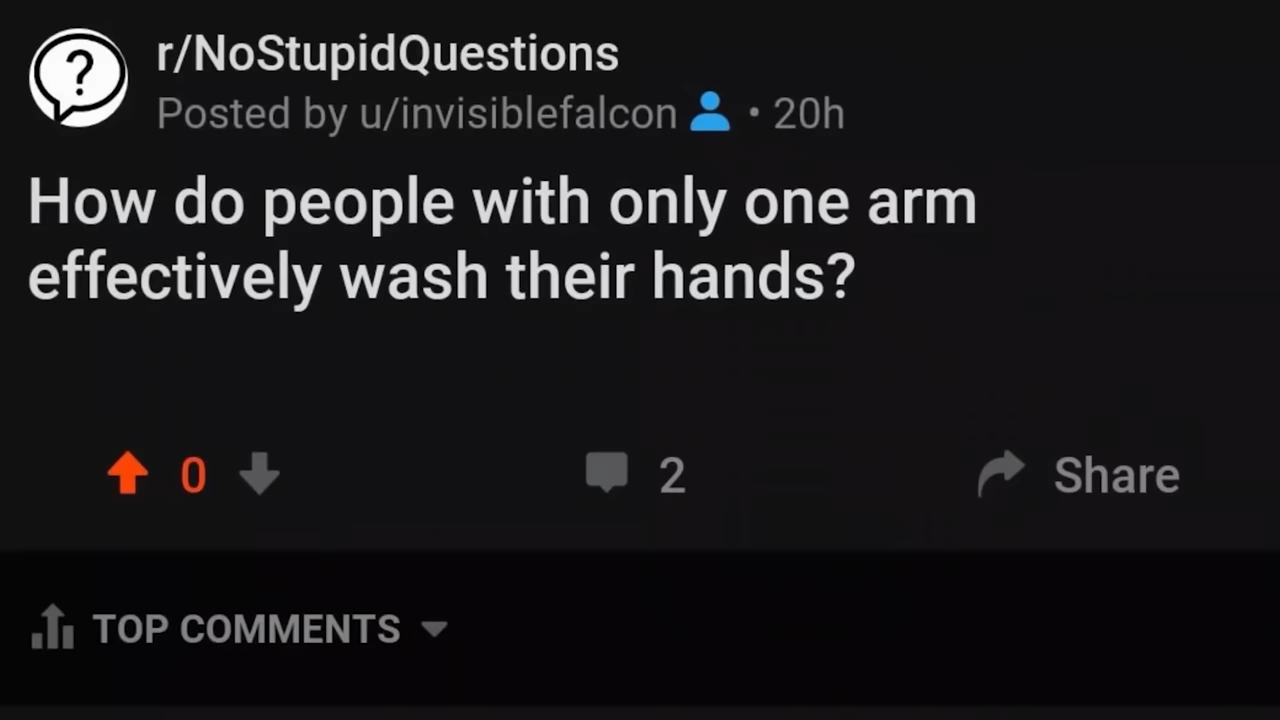 ?
r/NoStupidQuestions
Posted by u/invisiblefalcon • 20h
How do people with only one arm
effectively wash their hands?
0
2
Share
TOP COMMENTS